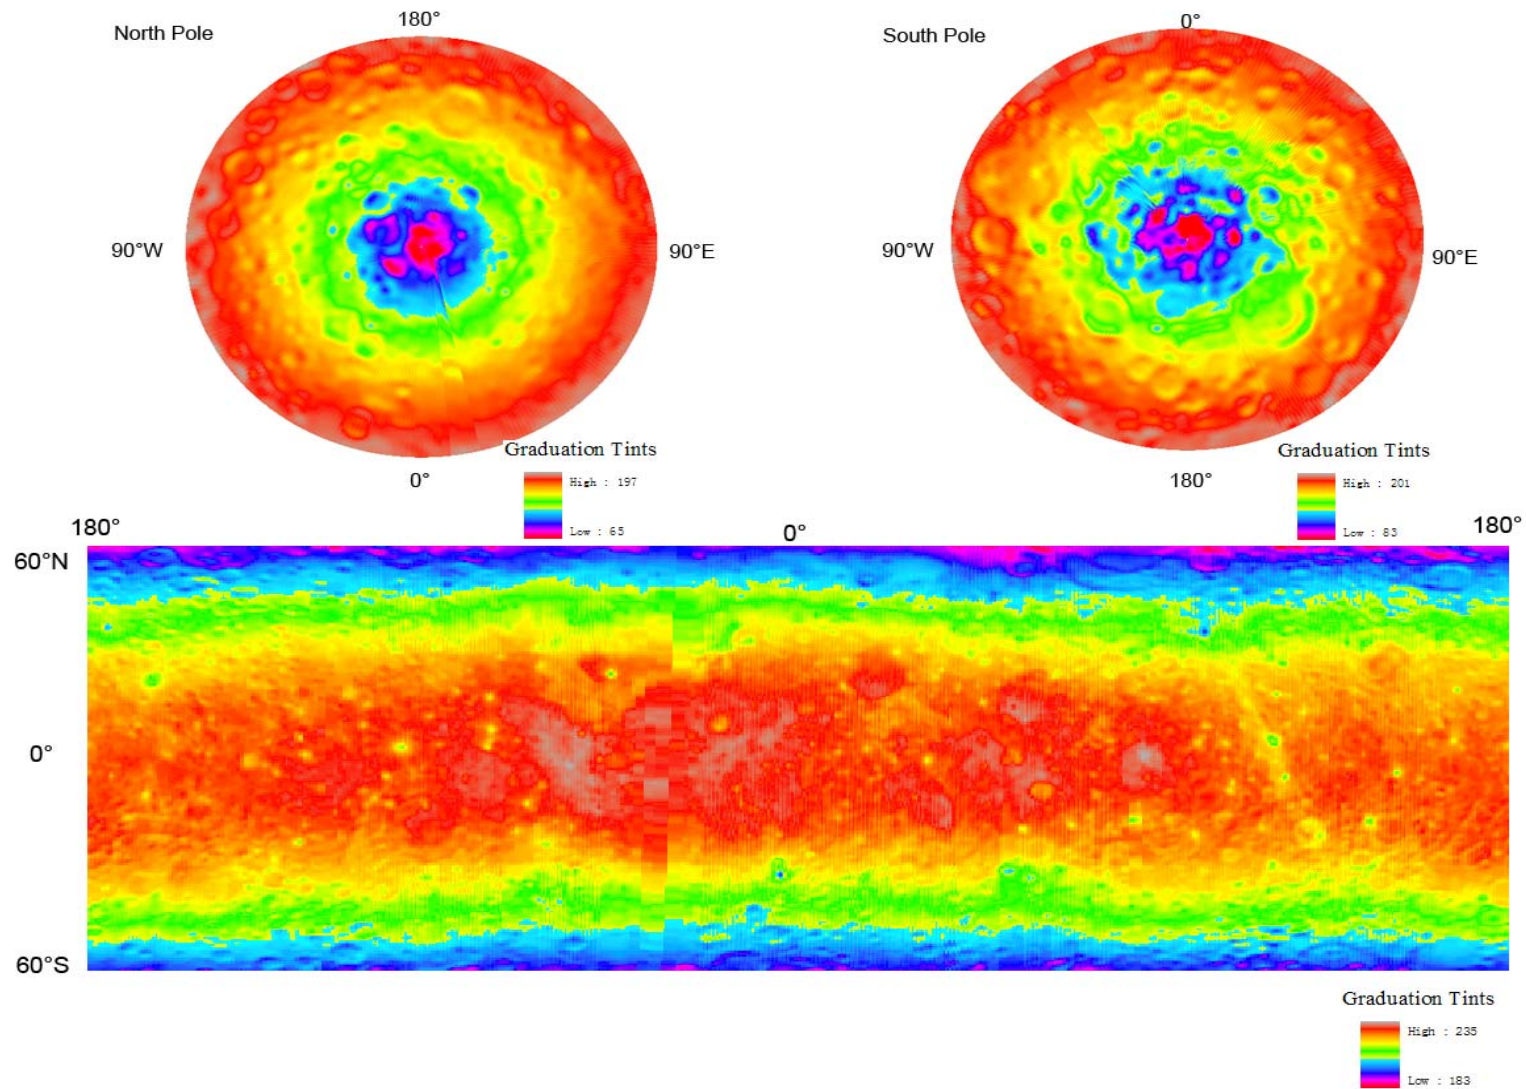 North Pole
180°
90°W
90°E
0°
Graduation Tints
High : 197
Low : 65
South Pole
0°
90°W
90°E
180°
Graduation Tints
High : 201
Low : 83
180°
0°
180°
60°N
0°
60°S
Graduation Tints
High : 235
Low : 183